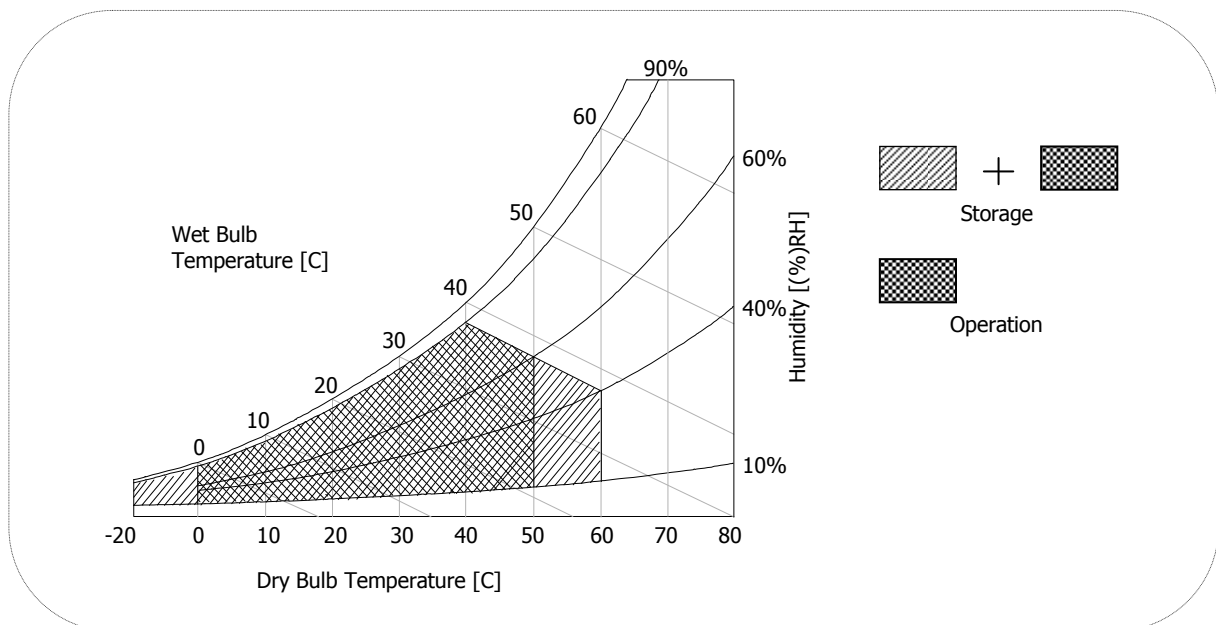 90%
60
60%
50
Storage
Wet Bulb
Temperature [C]
Humidity [(%)RH]
40
40%
Operation
30
20
10
0
10%
-20 0 10 20 30 40 50 60 80
Dry Bulb Temperature [C]